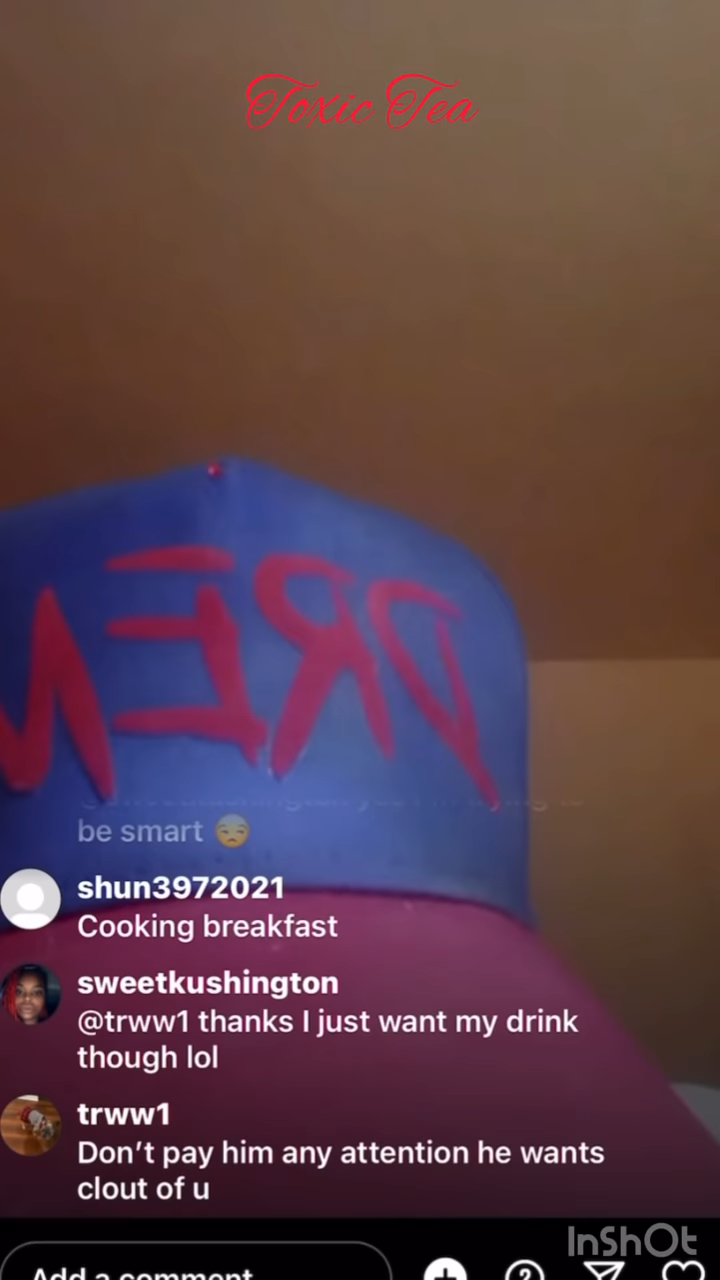 Toxic Tea
DREW
be smart 😒
shun3972021
Cooking breakfast
sweetkushington
@trww1 thanks I just want my drink
though lol
trww1
Don't pay him any attention he wants
clout of u
Add a comment
InShOt